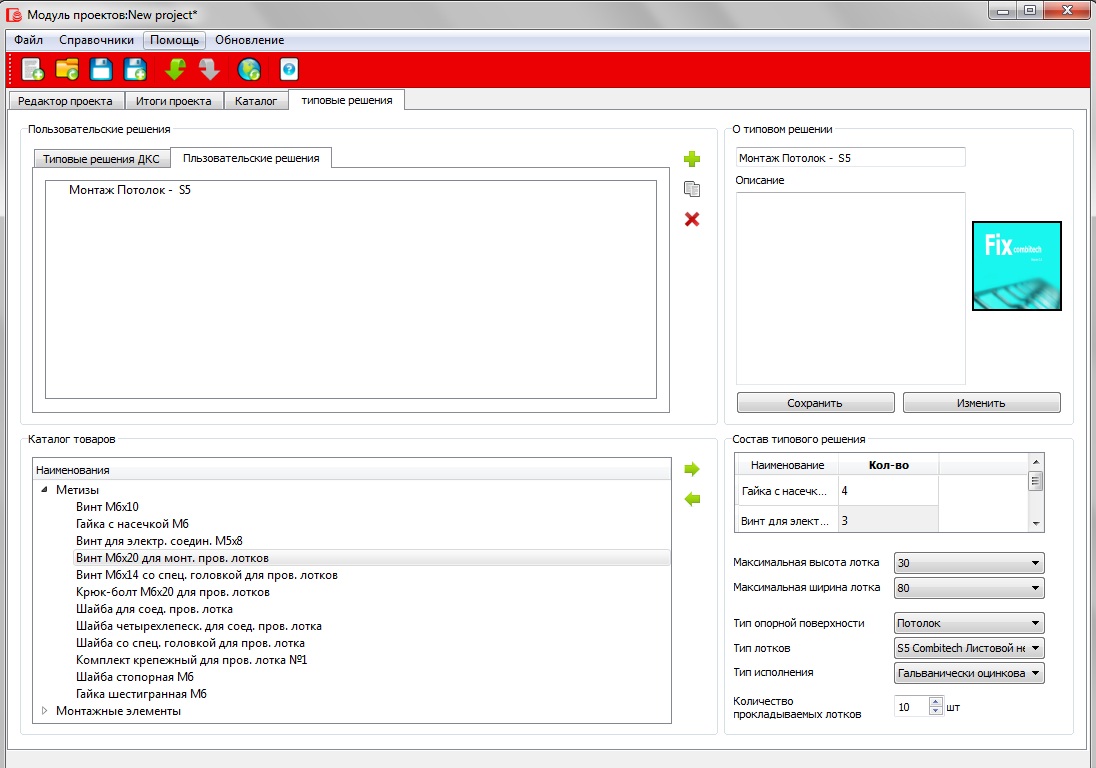 Модуль проектов:New project*
Файл Справочники Помощь Обновление
Редактор проекта Итоги проекта Каталог типовые решения
Пользовательские решения
Типовые решения ДКС Пльзовательские решения
Монтаж Потолок - S5
О типовом решении
Монтаж Потолок - S5
Описание
Fix combitech
Сохранить Изменить
Каталог товаров
Наименования
Метизы
Винт М6х10
Гайка с насечкой М6
Винт для электр. соедин. М5х8
Винт М6х20 для монт. пров. лотков
Винт М6х14 со спец. головкой для пров. лотков
Крюк-болт М6х20 для пров. лотков
Шайба для соед. пров. лотка
Шайба четырехлепеск. для соед. пров. лотка
Шайба со спец. головкой для пров. лотка
Комплект крепежный для пров. лотка №1
Шайба стопорная М6
Гайка шестигранная М6
Монтажные элементы
Состав типового решения
Наименование Кол-во
Гайка с насечк... 4
Винт для элект... 3
Максимальная высота лотка 30
Максимальная ширина лотка 80
Тип опорной поверхности Потолок
Тип лотков S5 Combitech Листовой не
Тип исполнения Гальванически оцинкова
Количество
прокладываемых лотков 10 шт